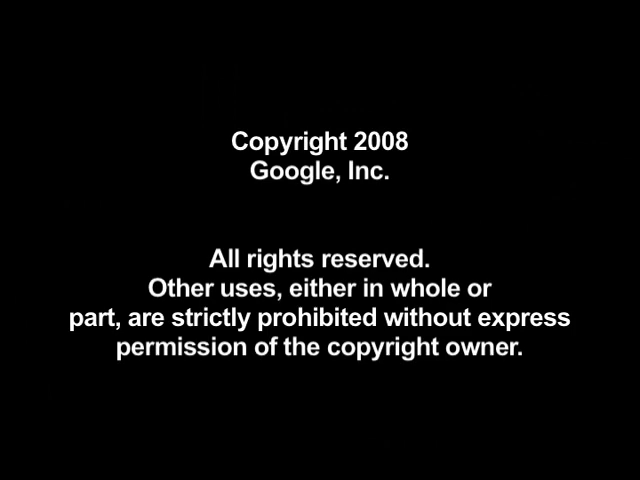 Copyright 2008
Google, Inc.
All rights reserved.
Other uses, either in whole or
part, are strictly prohibited without express
permission of the copyright owner.